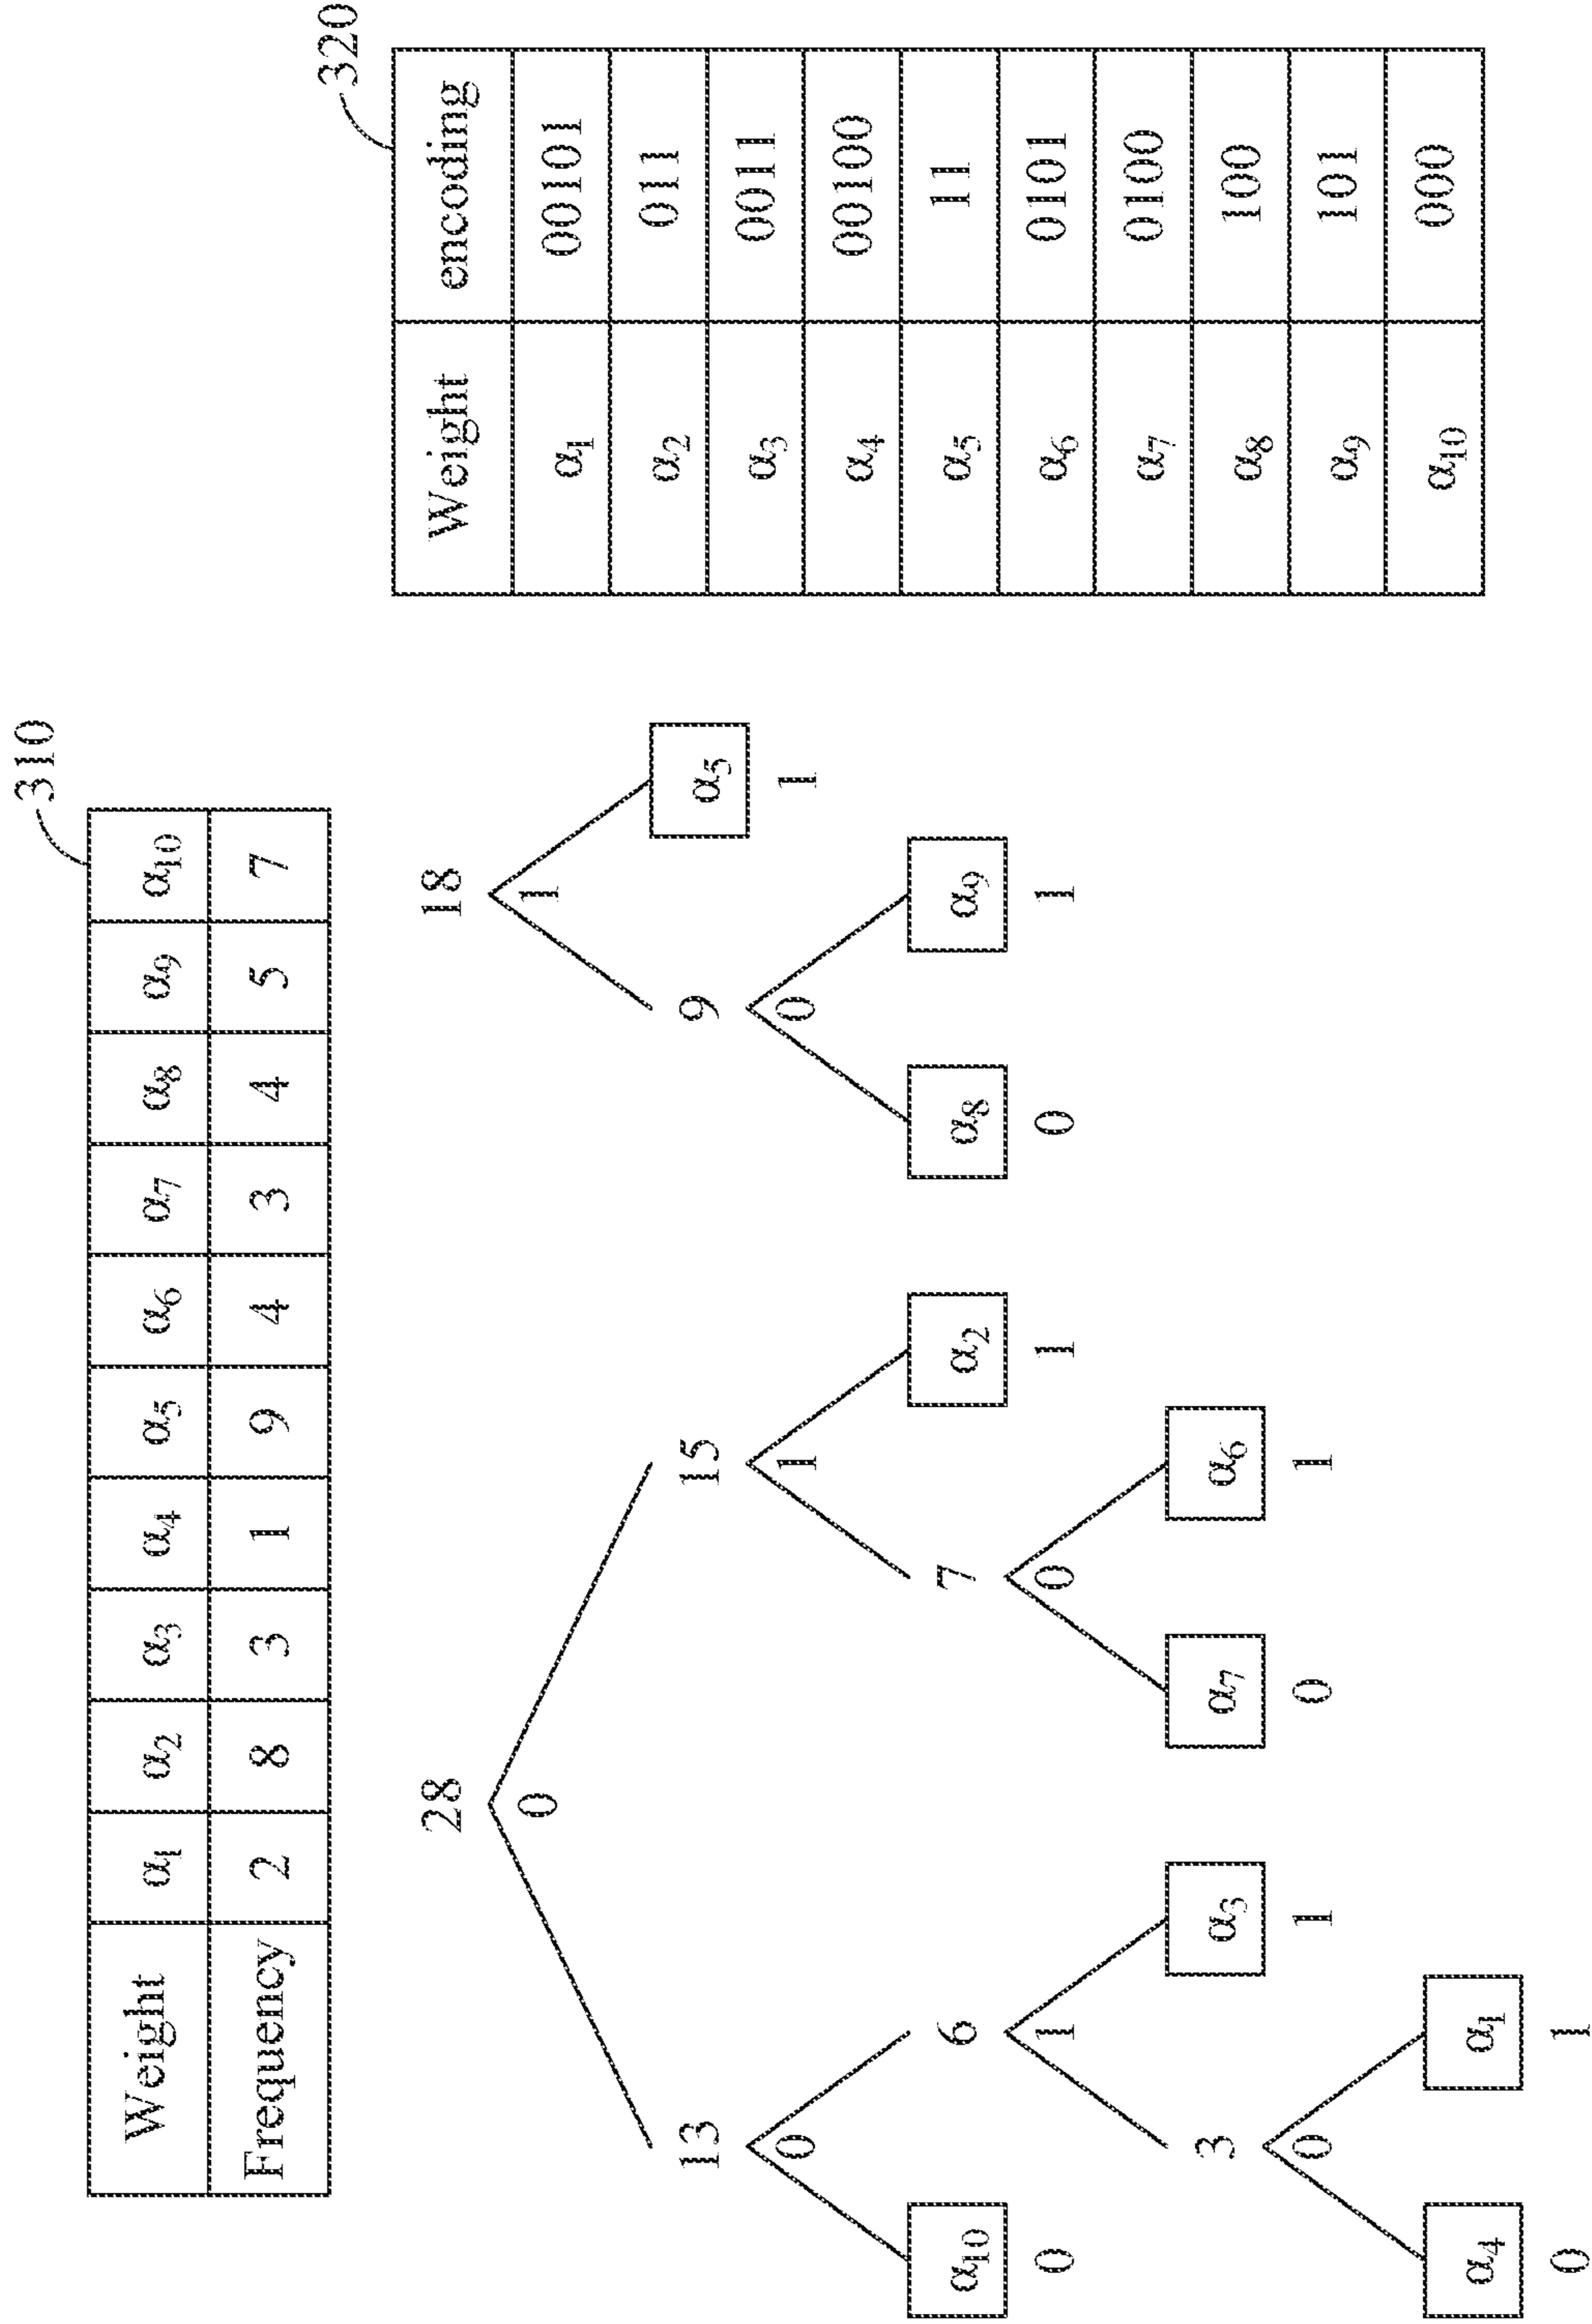 310
Weight α1 α2 α3 α4 α5 α6 α7 α8 α9 α10
Frequency 2 8 3 1 9 4 3 4 5 7
28 18
0 1
13 15 9 α5
0 1 0 1
α10 6 7 α2 α8 α9
0 1 0 1 0 1
3 α3 α7 α6
0 1 0 1
α4 α1
0 1
320
Weight encoding
α1 00101
α2 011
α3 0011
α4 00100
α5 11
α6 0101
α7 0100
α8 100
α9 101
α10 000